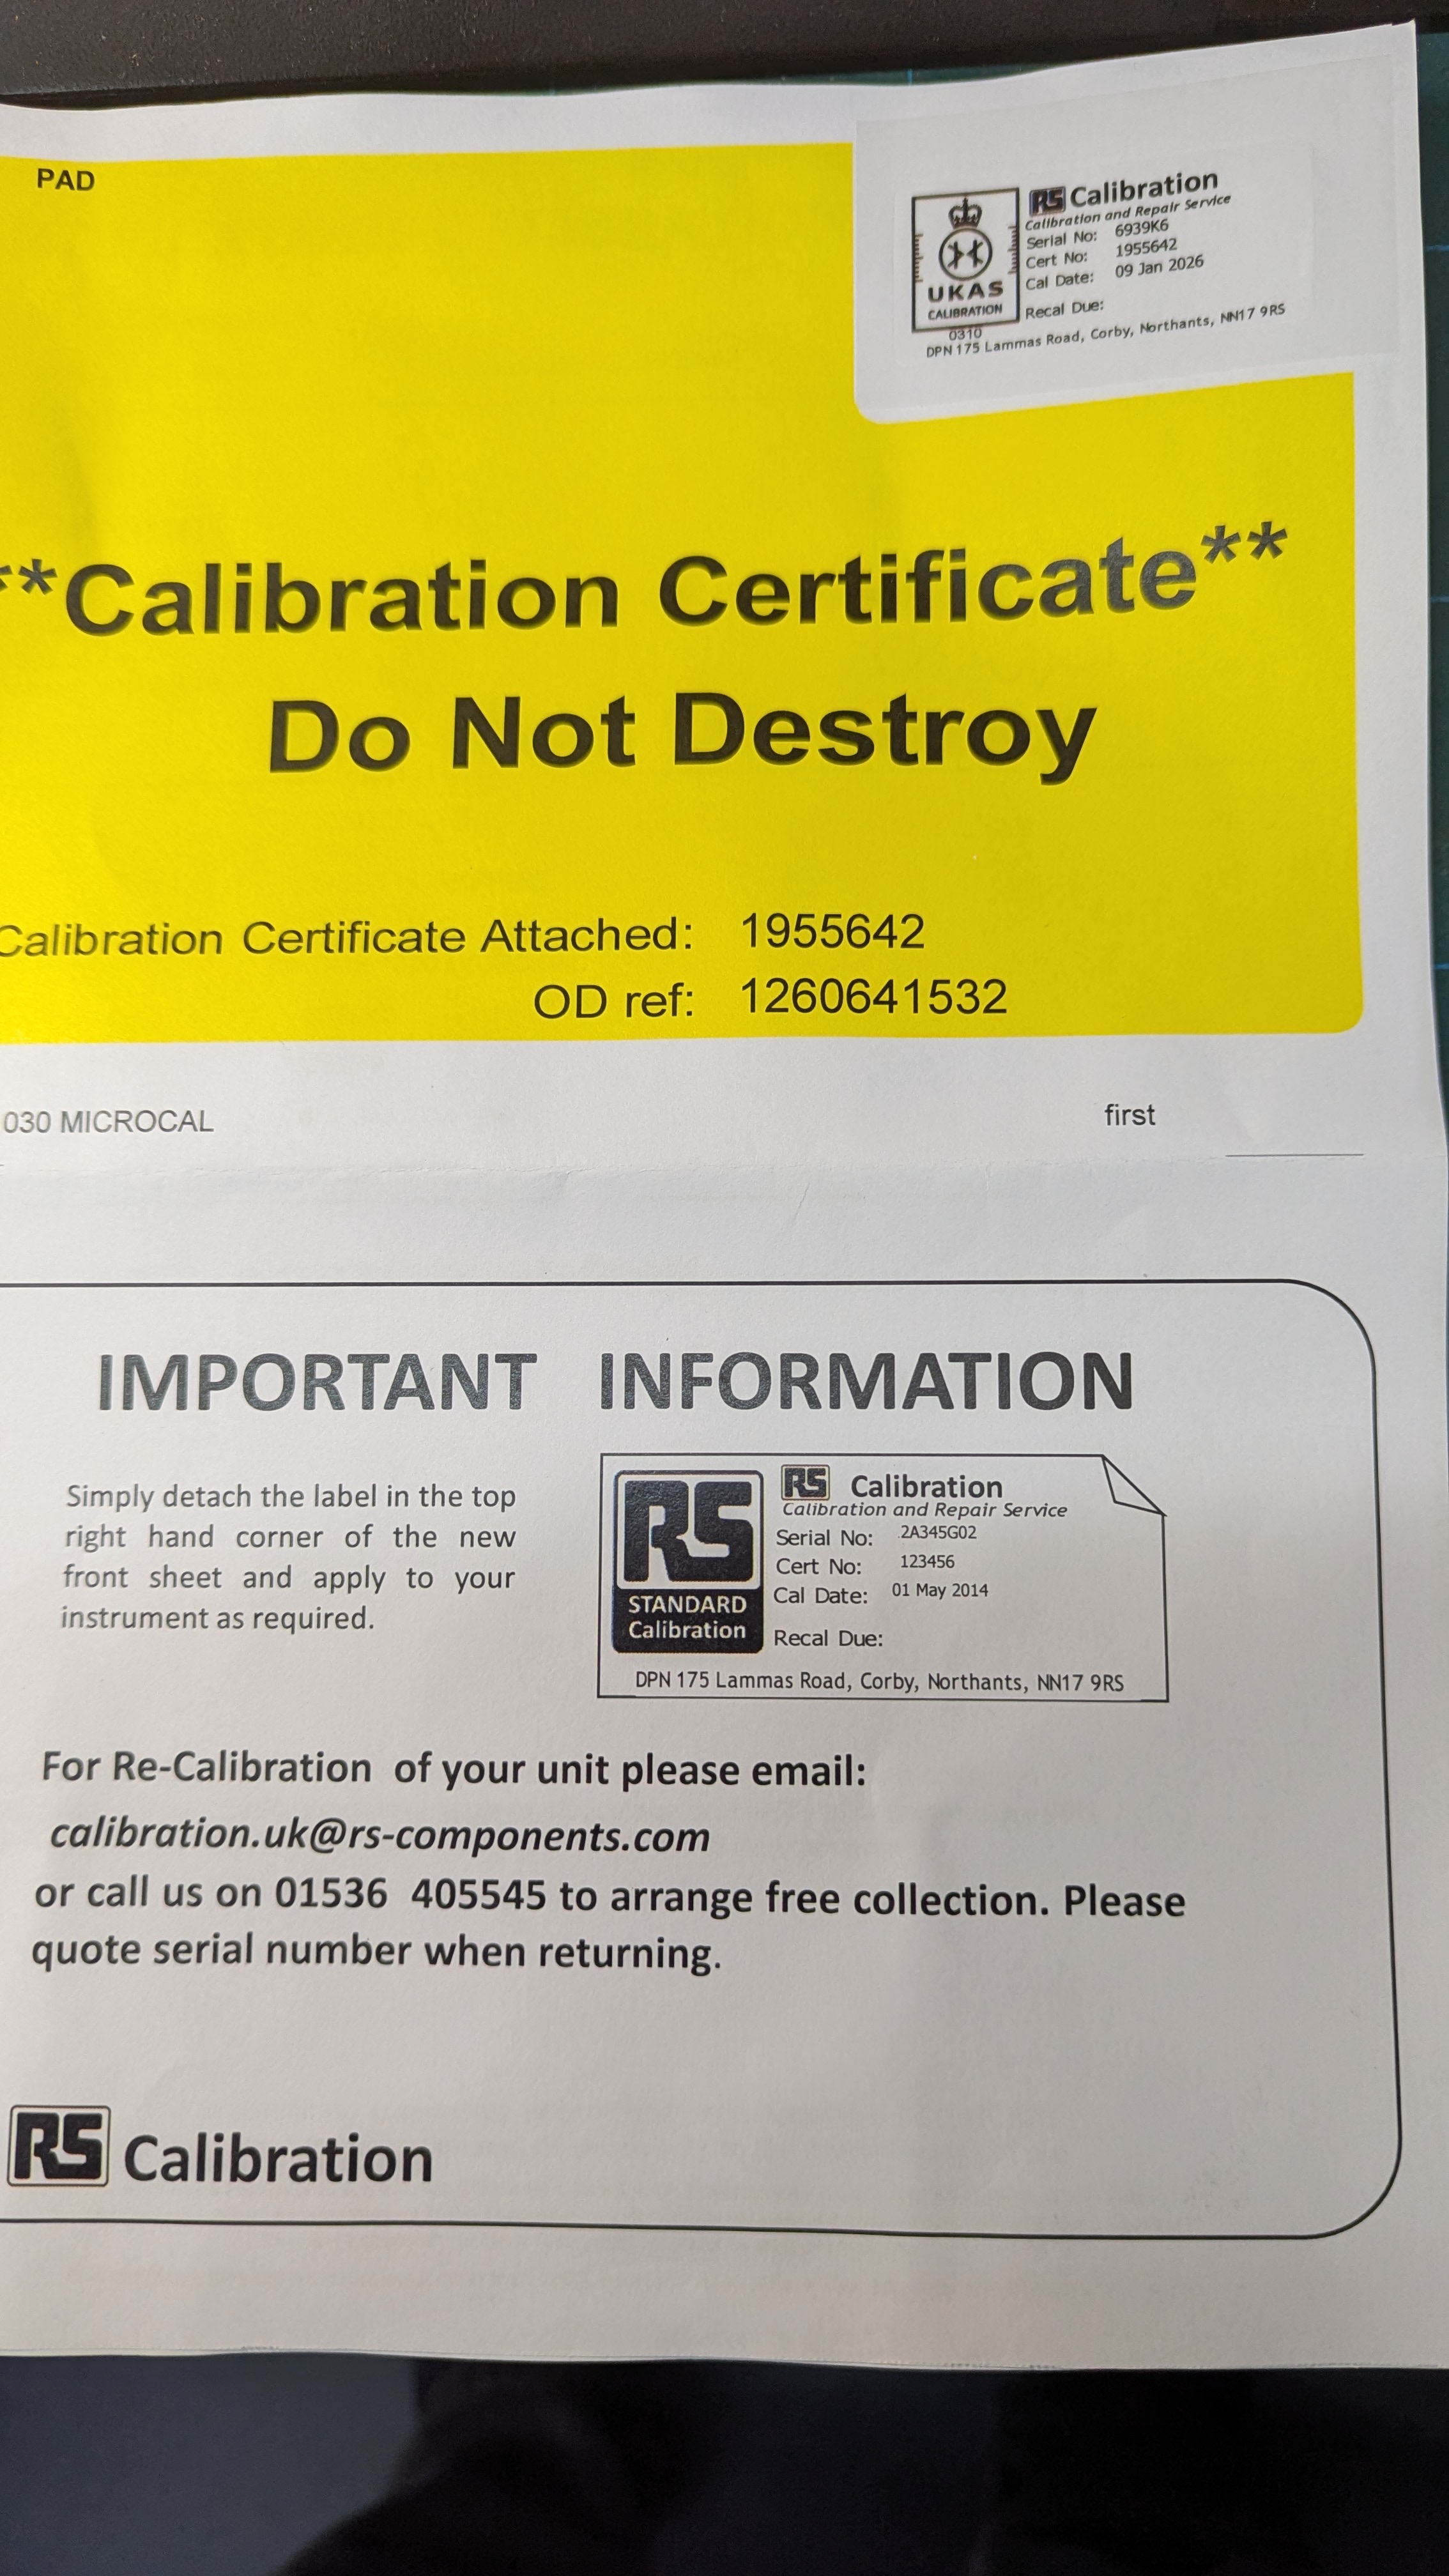 PAD
RS Calibration
Calibration and Repair Service
Serial No: 6939K6
Cert No: 1955642
Cal Date: 09 Jan 2026
Recal Due:
UKAS
CALIBRATION
0310
DPN 175 Lammas Road, Corby, Northants, NN17 9RS
**Calibration Certificate**
Do Not Destroy
Calibration Certificate Attached: 1955642
OD ref: 1260641532
030 MICROCAL
first
IMPORTANT INFORMATION
Simply detach the label in the top
right hand corner of the new
front sheet and apply to your
instrument as required.
RS
STANDARD
Calibration
RS Calibration
Calibration and Repair Service
Serial No: 2A345G02
Cert No: 123456
Cal Date: 01 May 2014
Recal Due:
DPN 175 Lammas Road, Corby, Northants, NN17 9RS
For Re-Calibration of your unit please email:
calibration.uk@rs-components.com
or call us on 01536 405545 to arrange free collection. Please
quote serial number when returning.
RS Calibration